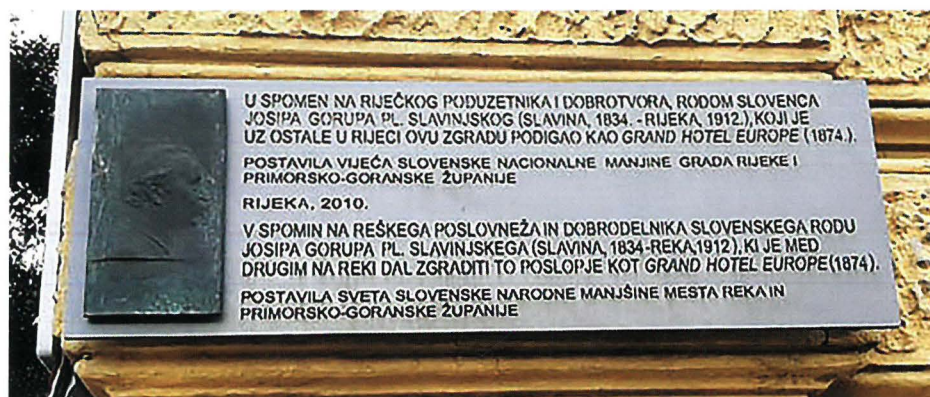 U SPOMEN NA RIJEČKOG PODUZETNIKA I DOBROTVORA, RODOM SLOVENCA
JOSIPA GORUPA PL. SLAVINJSKOG (SLAVINA, 1834. - RIJEKA, 1912.), KOJI JE
UZ OSTALE U RIJECI OVU ZGRADU PODIGAO KAO GRAND HOTEL EUROPE (1874.).
POSTAVILA VIJEĆA SLOVENSKE NACIONALNE MANJINE GRADA RIJEKE I
PRIMORSKO-GORANSKE ŽUPANIJE
RIJEKA, 2010.
V SPOMIN NA REŠKEGA POSLOVNEŽA IN DOBRODELNIKA SLOVENSKEGA RODU
JOSIPA GORUPA PL. SLAVINJSKEGA (SLAVINA, 1834-REKA,1912), KI JE MED
DRUGIM NA REKI DAL ZGRADITI TO POSLOPJE KOT GRAND HOTEL EUROPE(1874).
POSTAVILA SVETA SLOVENSKE NARODNE MANJŠINE MESTA REKA IN
PRIMORSKO-GORANSKE ŽUPANIJE